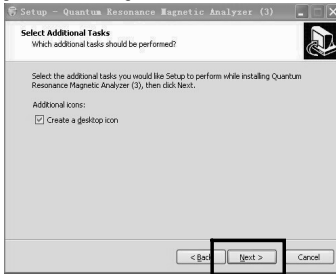 Setup - Quantum Resonance Magnetic Analyzer (3)
Select Additional Tasks
Which additional tasks should be performed?
Select the additional tasks you would like Setup to perform while installing Quantum
Resonance Magnetic Analyzer (3), then click Next.
Additional icons:
Create a desktop icon
< Back Next > Cancel